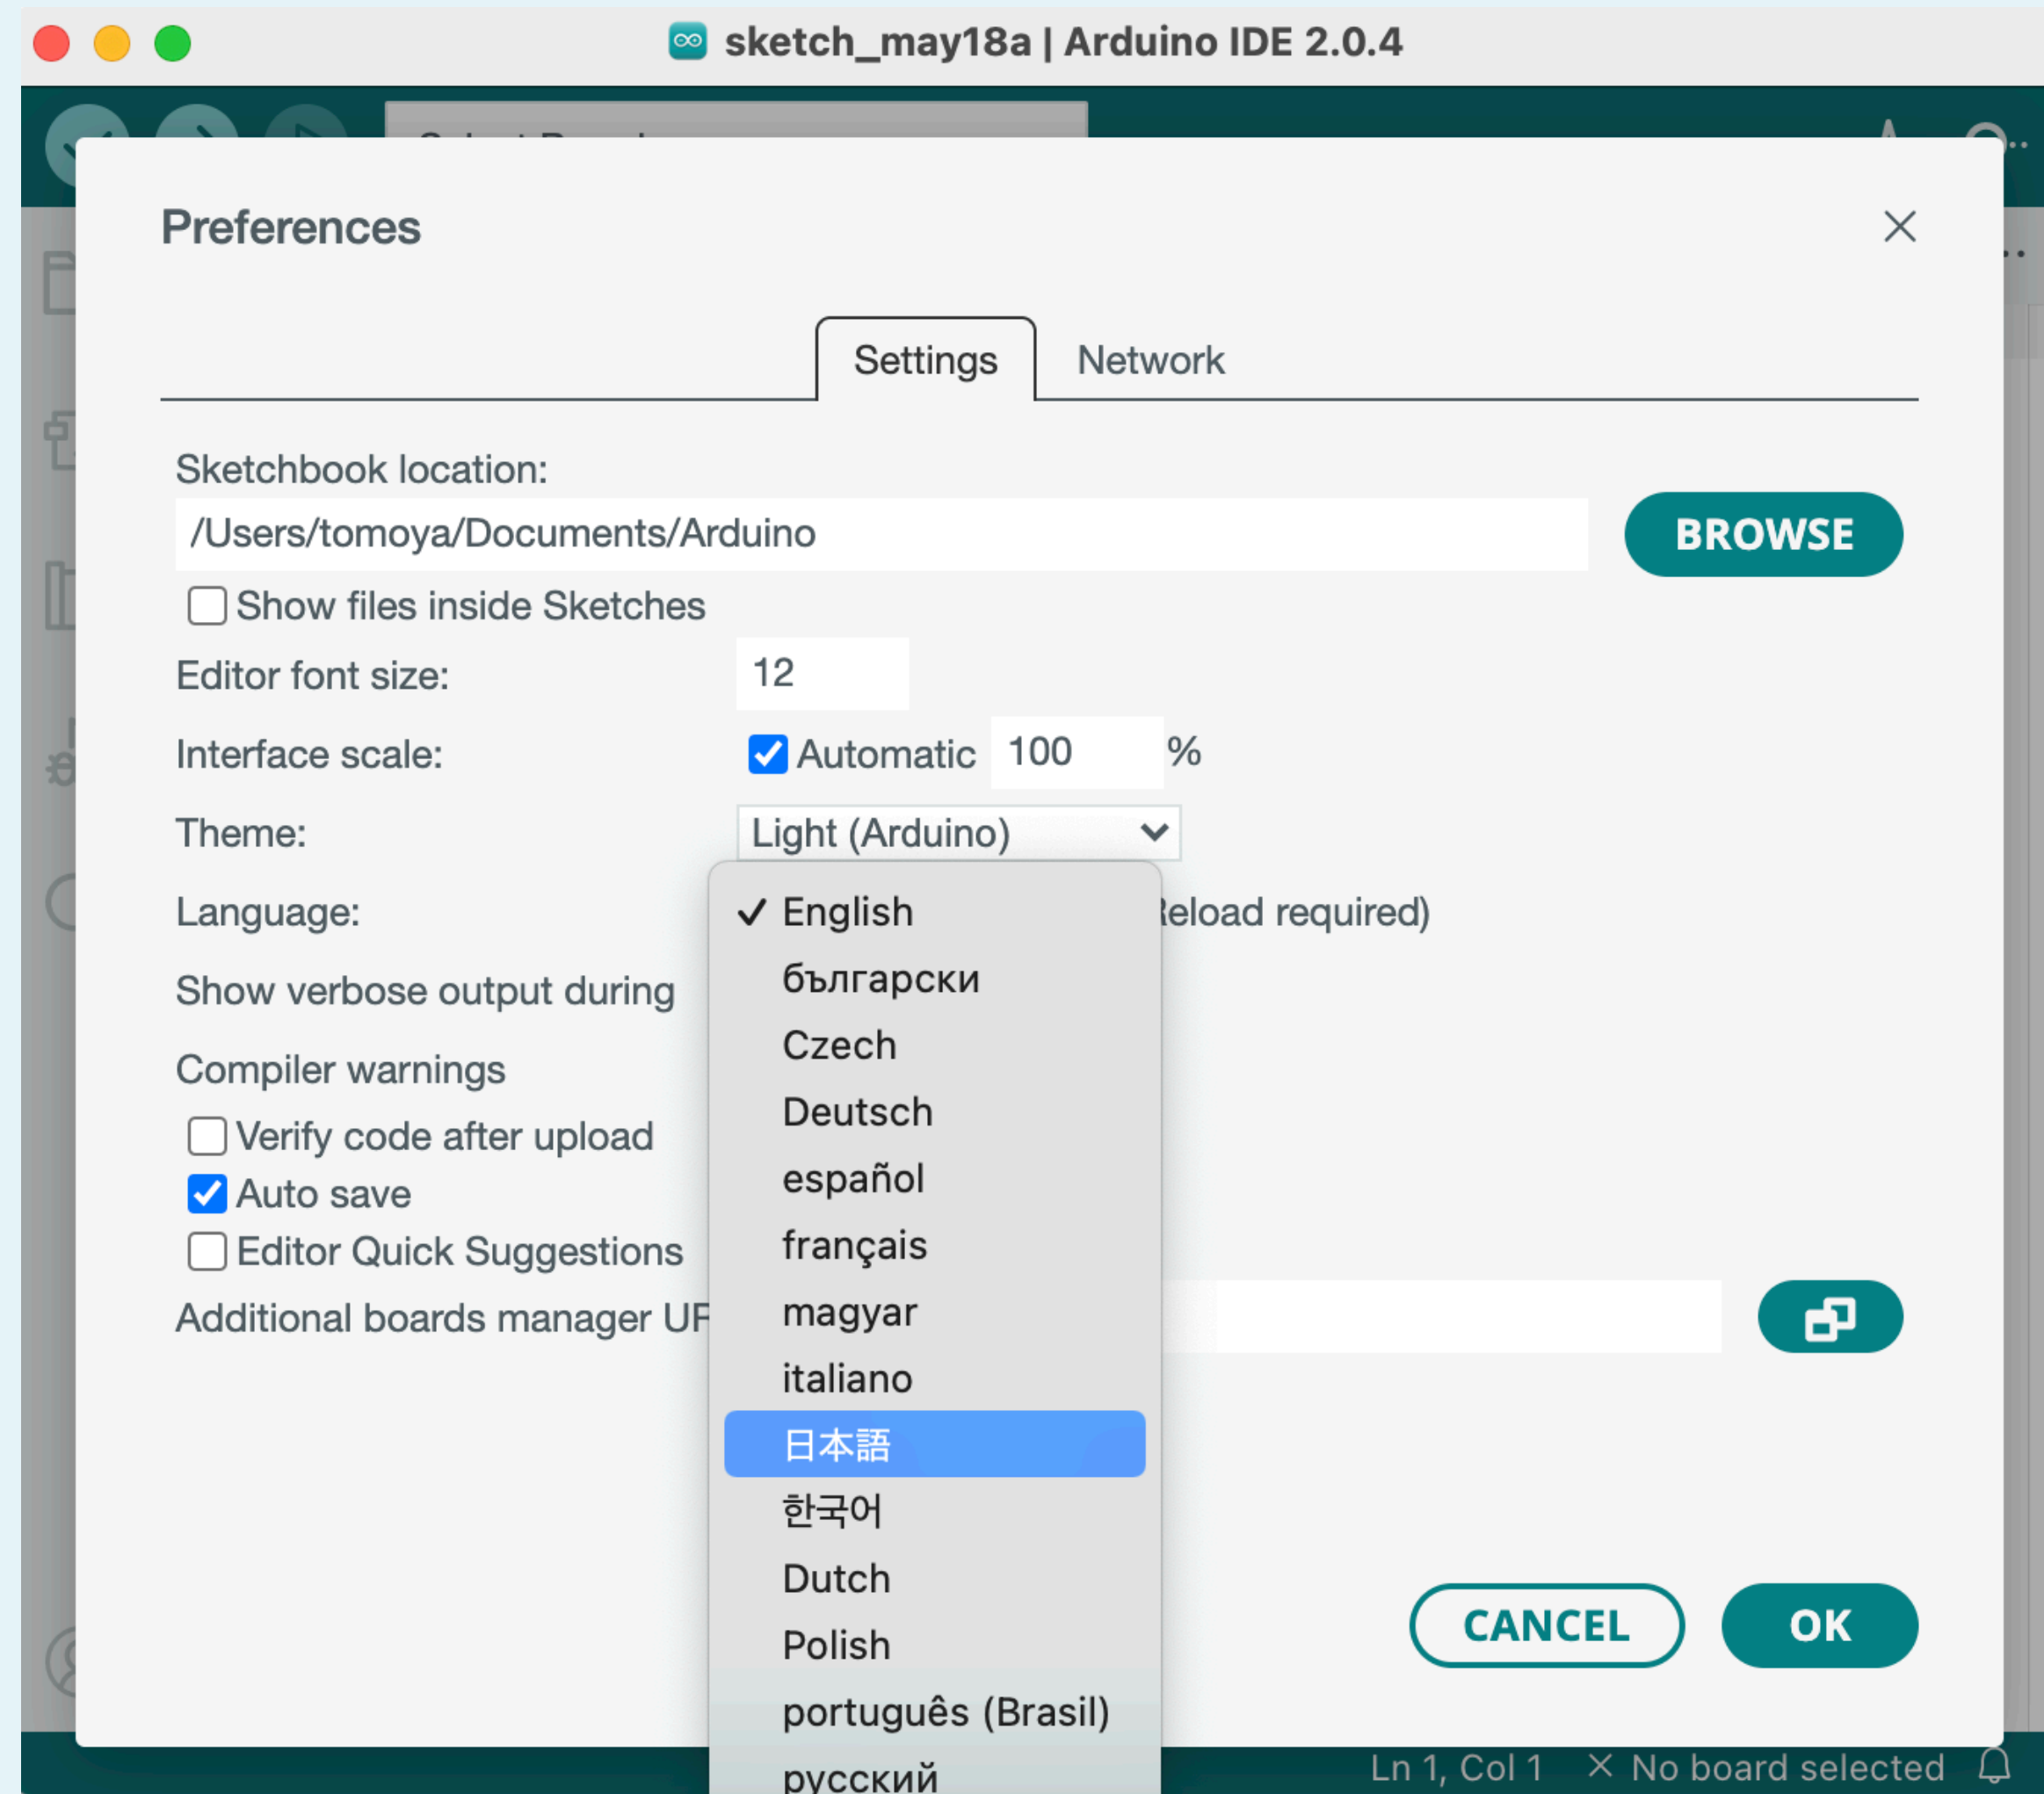 sketch_may18a | Arduino IDE 2.0.4
Preferences
Settings Network
Sketchbook location:
/Users/tomoya/Documents/Arduino BROWSE
Show files inside Sketches
Editor font size: 12
Interface scale: Automatic 100 %
Theme: Light (Arduino)
Language: ✓ English eload required)
български
Show verbose output during
Czech
Compiler warnings
Deutsch
Verify code after upload
español
Auto save
français
Editor Quick Suggestions
magyar
Additional boards manager
italiano
日本語
한국어
Dutch
CANCEL OK
Polish
português (Brasil)
русский
Ln 1, Col 1 × No board selected